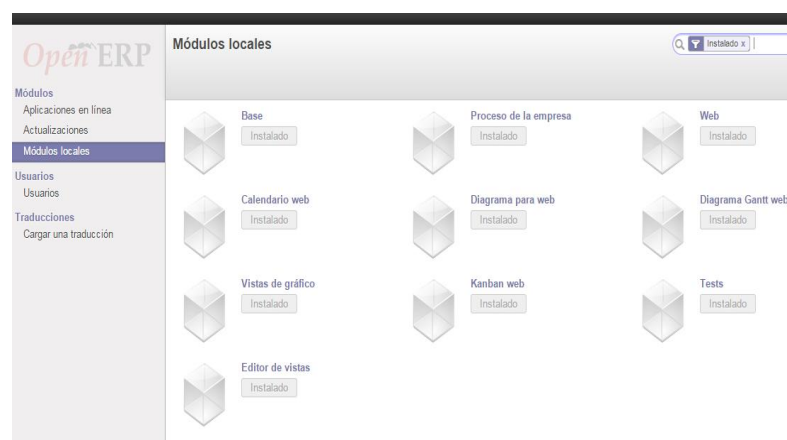 Open ERP
Módulos
Aplicaciones en línea
Actualizaciones
Módulos locales
Usuarios
Usuarios
Traducciones
Cargar una traducción
Módulos locales
Instalado x
Base
Instalado
Proceso de la empresa
Instalado
Web
Instalado
Calendario web
Instalado
Diagrama para web
Instalado
Diagrama Gantt web
Instalado
Vistas de gráfico
Instalado
Kanban web
Instalado
Tests
Instalado
Editor de vistas
Instalado